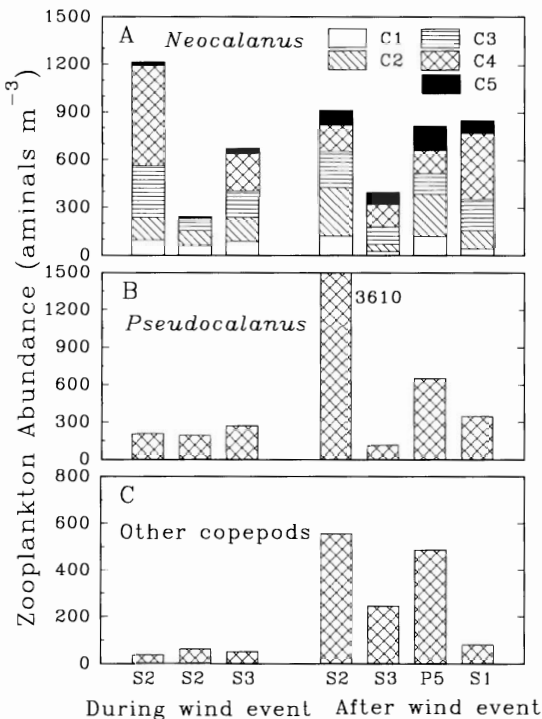 Zooplankton Abundance (aminals m⁻³)
A
Neocalanus
C1
C2
C3
C4
C5
1500
1200
900
600
300
0
B
Pseudocalanus
3610
1500
1200
900
600
300
0
C
Other copepods
800
600
400
200
0
S2 S2 S3 S2 S3 P5 S1
During wind event After wind event